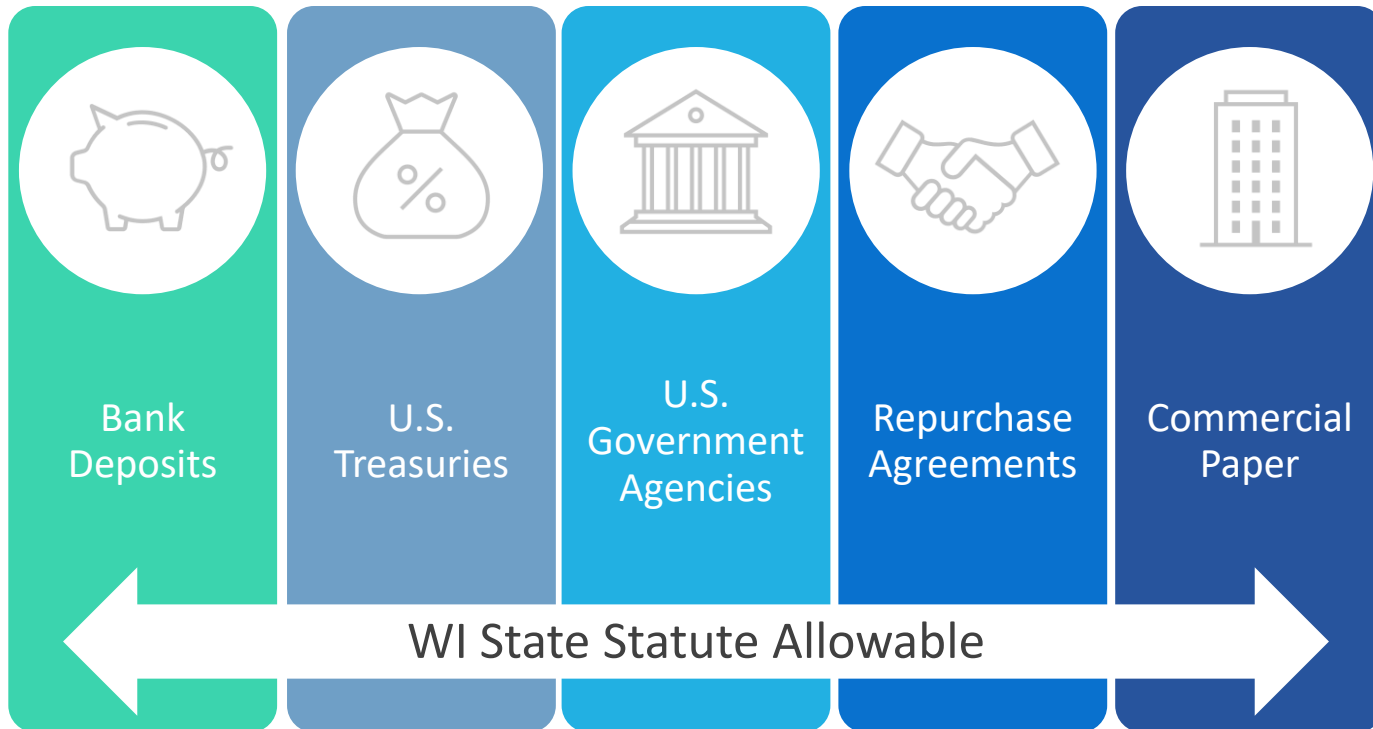 Bank
Deposits
U.S.
Treasuries
U.S.
Government
Agencies
Repurchase
Agreements
Commercial
Paper
WI State Statute Allowable